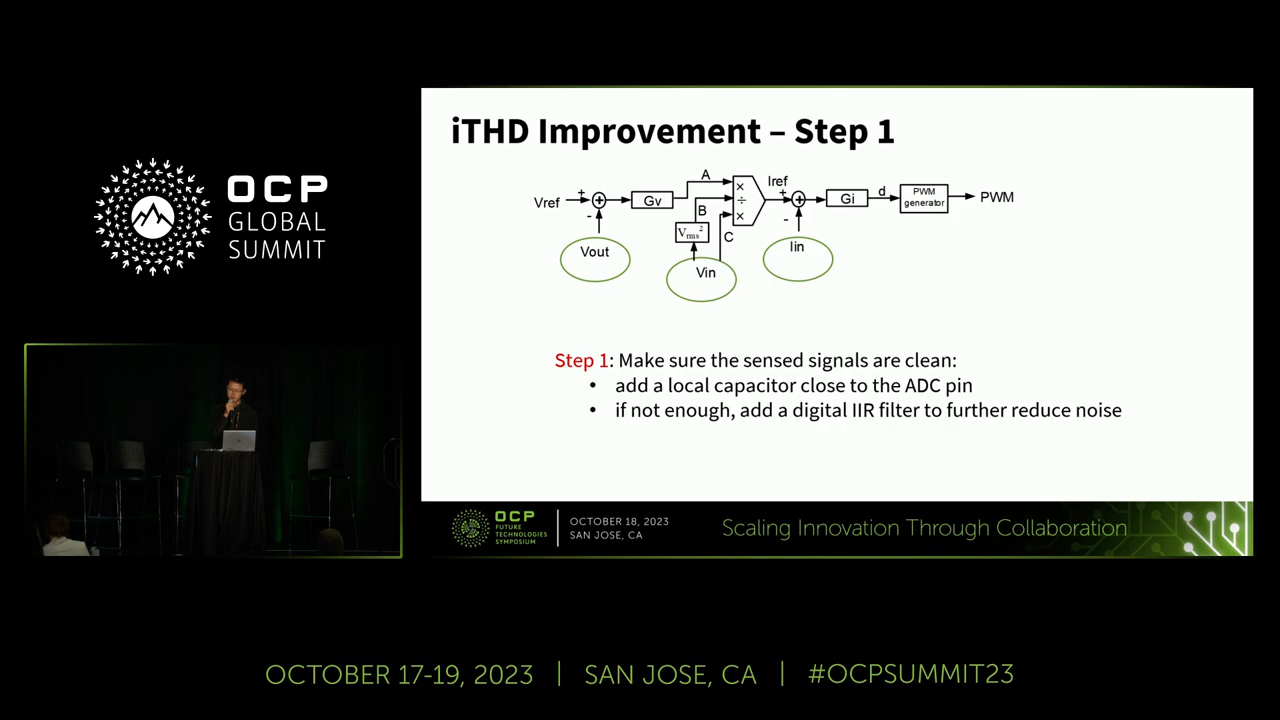 OCP
GLOBAL
SUMMIT
iTHD Improvement – Step 1
Vref
+
-
Vout
Gv
A
B
C
Vrms²
Vin
×
÷
×
Iref
+
-
Iin
Gi
d
PWM
generator
PWM
Step 1: Make sure the sensed signals are clean:
• add a local capacitor close to the ADC pin
• if not enough, add a digital IIR filter to further reduce noise
OCP
FUTURE
TECHNOLOGIES
SYMPOSIUM
OCTOBER 18, 2023
SAN JOSE, CA
Scaling Innovation Through Collaboration
OCTOBER 17-19, 2023 | SAN JOSE, CA | #OCPSUMMIT23